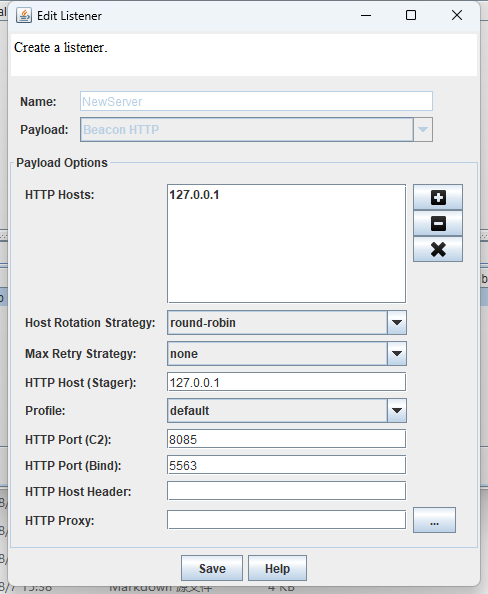 Edit Listener
Create a listener.
Name: NewServer
Payload: Beacon HTTP
Payload Options
HTTP Hosts: 127.0.0.1
Host Rotation Strategy: round-robin
Max Retry Strategy: none
HTTP Host (Stager): 127.0.0.1
Profile: default
HTTP Port (C2): 8085
HTTP Port (Bind): 5563
HTTP Host Header:
HTTP Proxy:
...
Save Help
4 KB